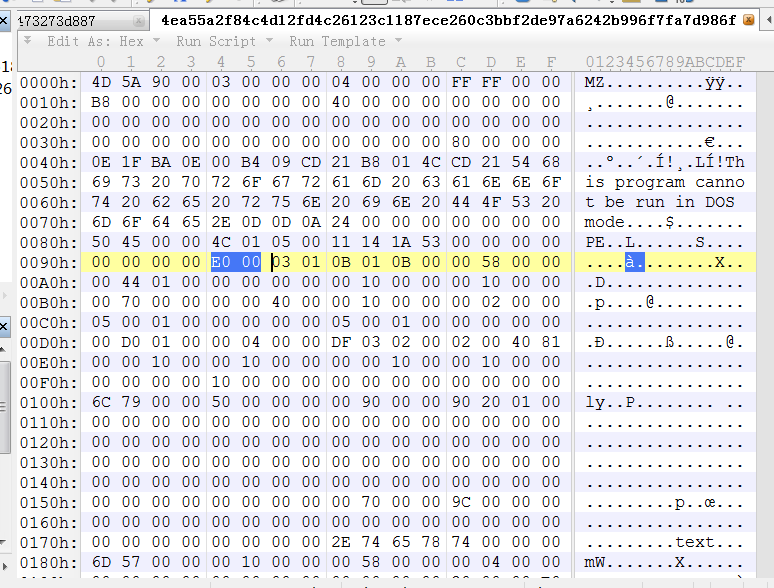 473273d887 4ea55a2f84c4d12fd4c26123c1187ece260c3bbf2de97a6242b996f7fa7d986f
Edit As: Hex Run Script Run Template
0 1 2 3 4 5 6 7 8 9 A B C D E F 0123456789ABCDEF
0000h: 4D 5A 90 00 03 00 00 00 04 00 00 00 FF FF 00 00 MZ..........ÿÿ..
0010h: B8 00 00 00 00 00 00 00 40 00 00 00 00 00 00 00 ¸.......@.......
0020h: 00 00 00 00 00 00 00 00 00 00 00 00 00 00 00 00 ................
0030h: 00 00 00 00 00 00 00 00 00 00 00 00 80 00 00 00 ............€...
0040h: 0E 1F BA 0E 00 B4 09 CD 21 B8 01 4C CD 21 54 68 ..º..´.Í!¸.LÍ!Th
0050h: 69 73 20 70 72 6F 67 72 61 6D 20 63 61 6E 6E 6F is program canno
0060h: 74 20 62 65 20 72 75 6E 20 69 6E 20 44 4F 53 20 t be run in DOS
0070h: 6D 6F 64 65 2E 0D 0D 0A 24 00 00 00 00 00 00 00 mode....$.......
0080h: 50 45 00 00 4C 01 05 00 11 14 1A 53 00 00 00 00 PE..L......S....
0090h: 00 00 00 00 E0 00 03 01 0B 01 0B 00 00 58 00 00 ....à........X..
00A0h: 00 44 01 00 00 00 00 00 00 10 00 00 00 10 00 00 .D..............
00B0h: 00 70 00 00 00 00 40 00 00 10 00 00 00 02 00 00 .p....@.........
00C0h: 05 00 01 00 00 00 00 00 05 00 01 00 00 00 00 00 ................
00D0h: 00 D0 01 00 00 04 00 00 DF 03 02 00 02 00 40 81 .Ð......ß.....@.
00E0h: 00 00 10 00 00 10 00 00 00 00 10 00 00 10 00 00 ................
00F0h: 00 00 00 00 10 00 00 00 00 00 00 00 00 00 00 00 ................
0100h: 6C 79 00 00 50 00 00 00 00 90 00 00 90 20 01 00 ly..P........ ..
0110h: 00 00 00 00 00 00 00 00 00 00 00 00 00 00 00 00 ................
0120h: 00 00 00 00 00 00 00 00 00 00 00 00 00 00 00 00 ................
0130h: 00 00 00 00 00 00 00 00 00 00 00 00 00 00 00 00 ................
0140h: 00 00 00 00 00 00 00 00 00 00 00 00 00 00 00 00 ................
0150h: 00 00 00 00 00 00 00 00 00 70 00 00 9C 00 00 00 .........p..œ...
0160h: 00 00 00 00 00 00 00 00 00 00 00 00 00 00 00 00 ................
0170h: 00 00 00 00 00 00 00 00 2E 74 65 78 74 00 00 00 .........text...
0180h: 6D 57 00 00 00 10 00 00 00 58 00 00 00 04 00 00 mW.......X......